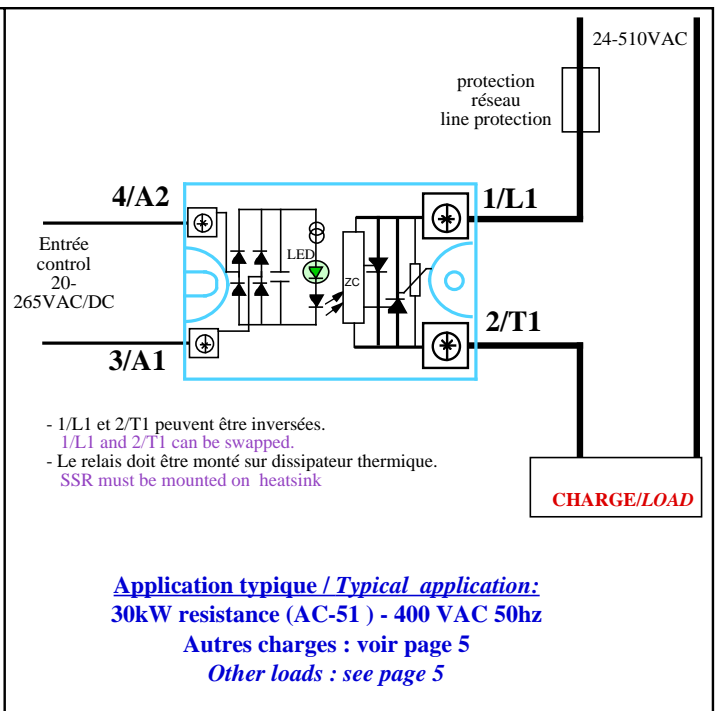 24-510VAC
protection
réseau
line protection
4/A2
1/L1
Entrée
control
20-
265VAC/DC
LED
ZC
3/A1
2/T1
- 1/L1 et 2/T1 peuvent être inversées.
1/L1 and 2/T1 can be swapped.
- Le relais doit être monté sur dissipateur thermique.
SSR must be mounted on heatsink
CHARGE/LOAD
Application typique / Typical application:
30kW resistance (AC-51 ) - 400 VAC 50hz
Autres charges : voir page 5
Other loads : see page 5